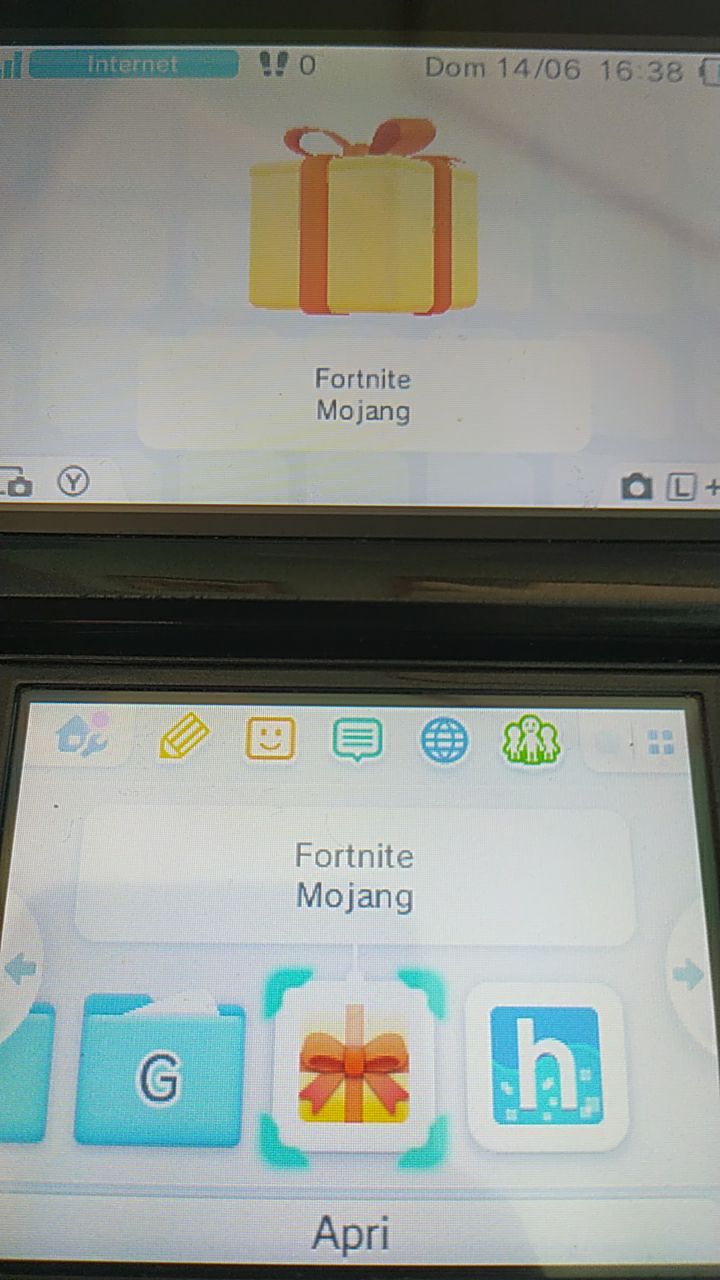 Internet 0 Dom 14/06 16:38
Fortnite
Mojang
Y L +
Fortnite
Mojang
G h
Apri